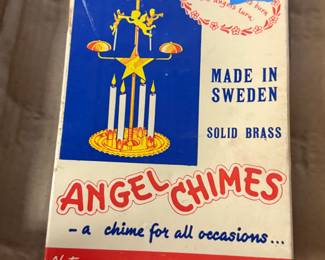 MADE IN
SWEDEN
SOLID BRASS
ANGEL CHIMES
- a chime for all occasions...